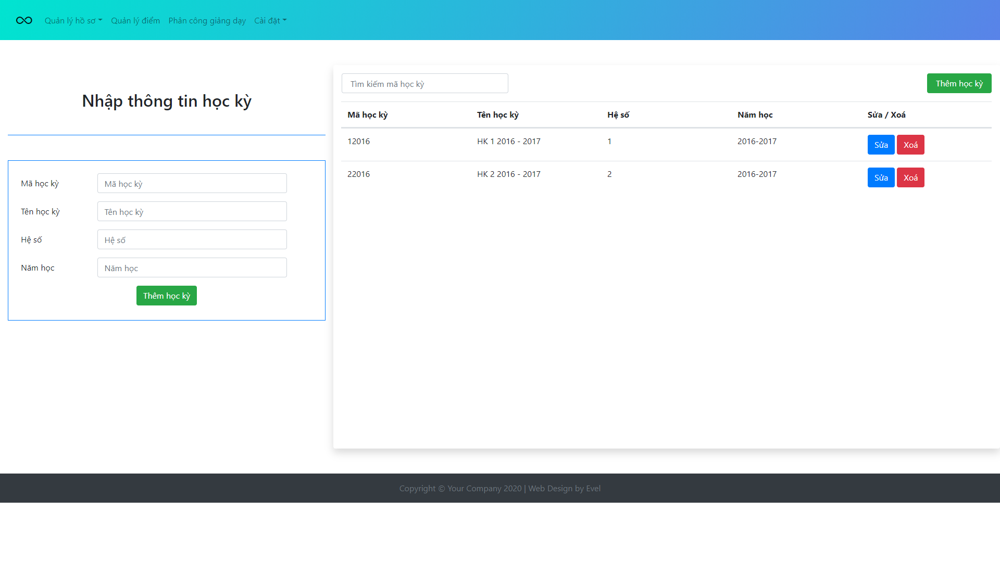 Quản lý hồ sơ Quản lý điểm Phân công giảng dạy Cài đặt
Nhập thông tin học kỳ
Mã học kỳ Mã học kỳ
Tên học kỳ Tên học kỳ
Hệ số Hệ số
Năm học Năm học
Thêm học kỳ
Tìm kiếm mã học kỳ Thêm học kỳ
Mã học kỳ Tên học kỳ Hệ số Năm học Sửa / Xoá
12016 HK 1 2016 - 2017 1 2016-2017 Sửa Xoá
22016 HK 2 2016 - 2017 2 2016-2017 Sửa Xoá
Copyright © Your Company 2020 | Web Design by Evel